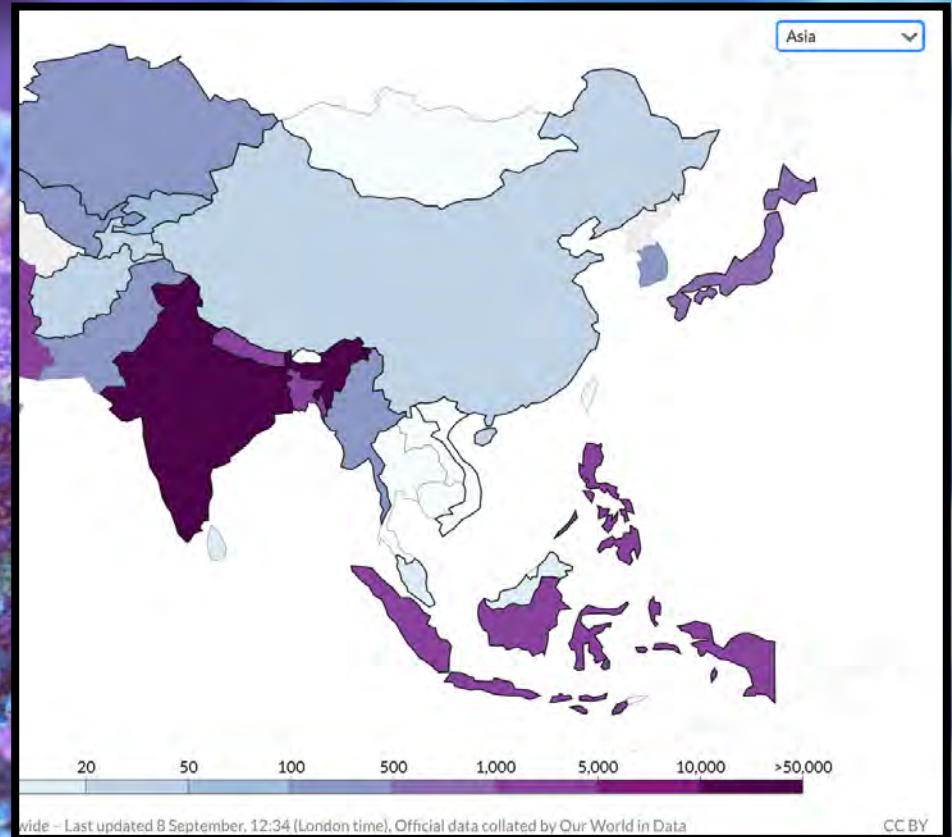 Asia
20 50 100 500 1,000 5,000 10,000 >50,000
wide – Last updated 8 September, 12:34 (London time), Official data collated by Our World in Data CC BY